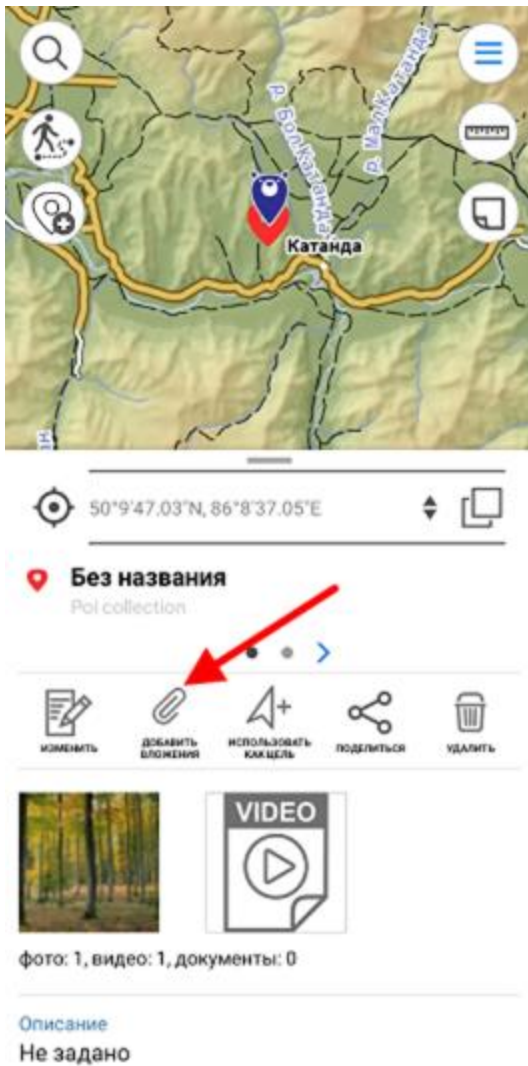 р. Мал.Катанда
р. Бол.Катанда
Катанда
50°9'47.03"N, 86°8'37.05"E
Без названия
Poi collection
ИЗМЕНИТЬ
ДОБАВИТЬ
ВЛОЖЕНИЯ
ИСПОЛЬЗОВАТЬ
КАК ЦЕЛЬ
ПОДЕЛИТЬСЯ
УДАЛИТЬ
VIDEO
фото: 1, видео: 1, документы: 0
Описание
Не задано